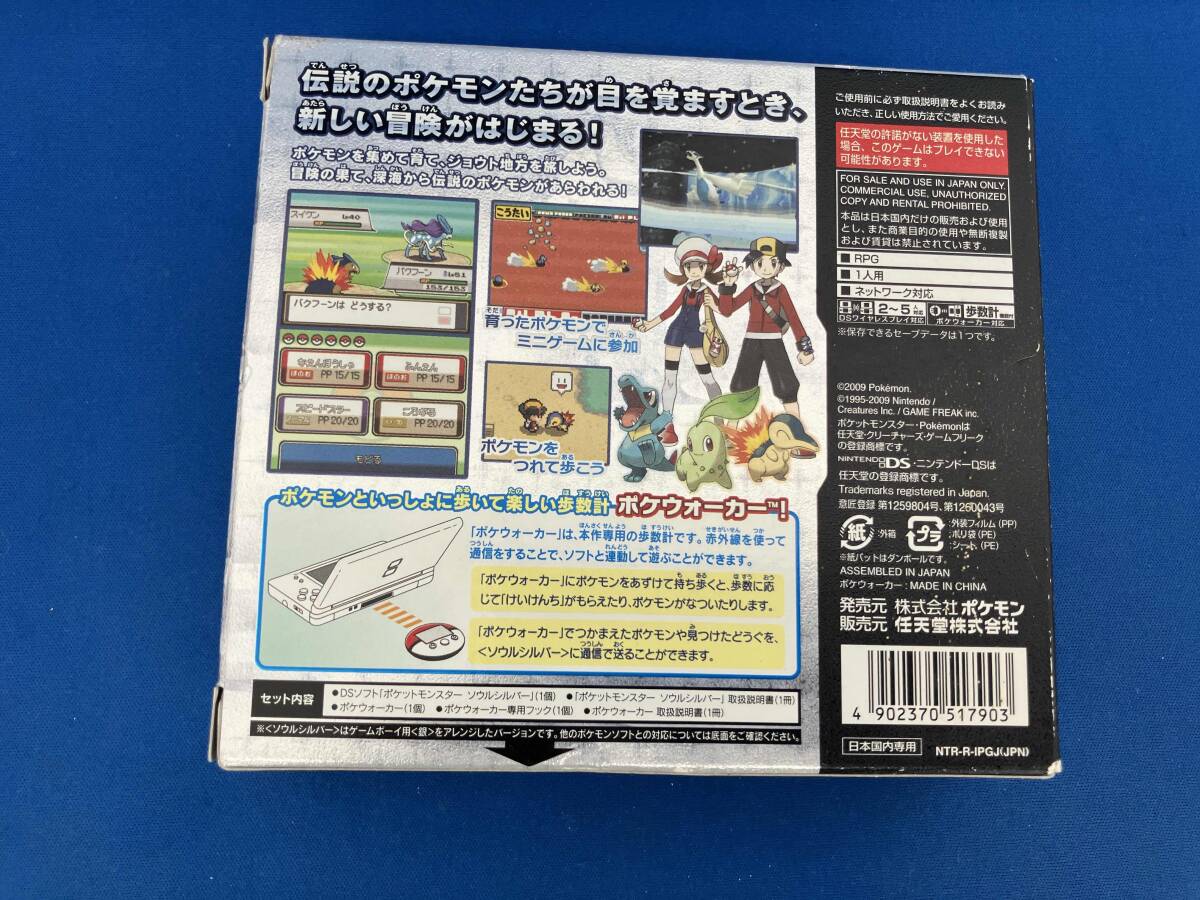 伝説のポケモンたちが目を覚ますとき、
新しい冒険がはじまる!
ポケモンを集めて育て、ジョウト地方を旅しよう。
冒険の果て、深海から伝説のポケモンがあらわれる!
スイクン Lv40
バクフーン Lv51
153/153
バクフーンは どうする?
ふんえん
ほのお PP 15/15
ほのお PP 15/15
スピードスター
PP 20/20
ころがる
PP 20/20
もどる
こうたい
育ったポケモンで
ミニゲームに参加
ポケモンを
つれて歩こう
ポケモンといっしょに歩いて楽しい歩数計 ポケウォーカー™!
「ポケウォーカー」は、本作専用の歩数計です。赤外線を使って
通信をすることで、ソフトと連動して遊ぶことができます。
「ポケウォーカー」にポケモンをあずけて持ち歩くと、歩数に応
じて「けいけんち」がもらえたり、ポケモンがなついたりします。
「ポケウォーカー」でつかまえたポケモンや見つけたどうぐを、
<ソウルシルバー>に通信で送ることができます。
セット内容
●DSソフト「ポケットモンスター ソウルシルバー」(1個) ●「ポケットモンスター ソウルシルバー」取扱説明書(1冊)
●ポケウォーカー(1個) ●ポケウォーカー専用フック(1個) ●ポケウォーカー 取扱説明書(1冊)
※<ソウルシルバー>はゲームボーイ用<銀>をアレンジしたバージョンです。他のポケモンソフトとの対応については底面をご確認ください。
ご使用前に必ず取扱説明書をよくお読み
いただき、正しい使用方法でご愛用ください。
任天堂の許諾がない装置を使用した
場合、このゲームはプレイできない
可能性があります。
FOR SALE AND USE IN JAPAN ONLY.
COMMERCIAL USE, UNAUTHORIZED
COPY AND RENTAL PROHIBITED.
本品は日本国内だけの販売および使用
とし、また商業目的の使用や無断複製
および賃貸は禁止されています。
■RPG
■1人用
■ネットワーク対応
2~5人対応
DSワイヤレスプレイ対応
歩数計
ポケウォーカー対応
※保存できるセーブデータは1つです。
©2009 Pokémon.
©1995-2009 Nintendo /
Creatures Inc. / GAME FREAK inc.
ポケットモンスター・Pokémonは
任天堂・クリーチャーズ・ゲームフリーク
の登録商標です。
NINTENDO DS・ニンテンドーDSは
任天堂の登録商標です。
Trademarks registered in Japan.
意匠登録 第1259804号、第1260043号
紙 :外箱
プラ :外装フィルム(PP)
:ポリ袋(PE)
:シート(PE)
※紙パットはダンボールです。
ASSEMBLED IN JAPAN
ポケウォーカー:MADE IN CHINA
発売元 株式会社ポケモン
販売元 任天堂株式会社
4 902370 517903
日本国内専用
NTR-R-IPGJ(JPN)